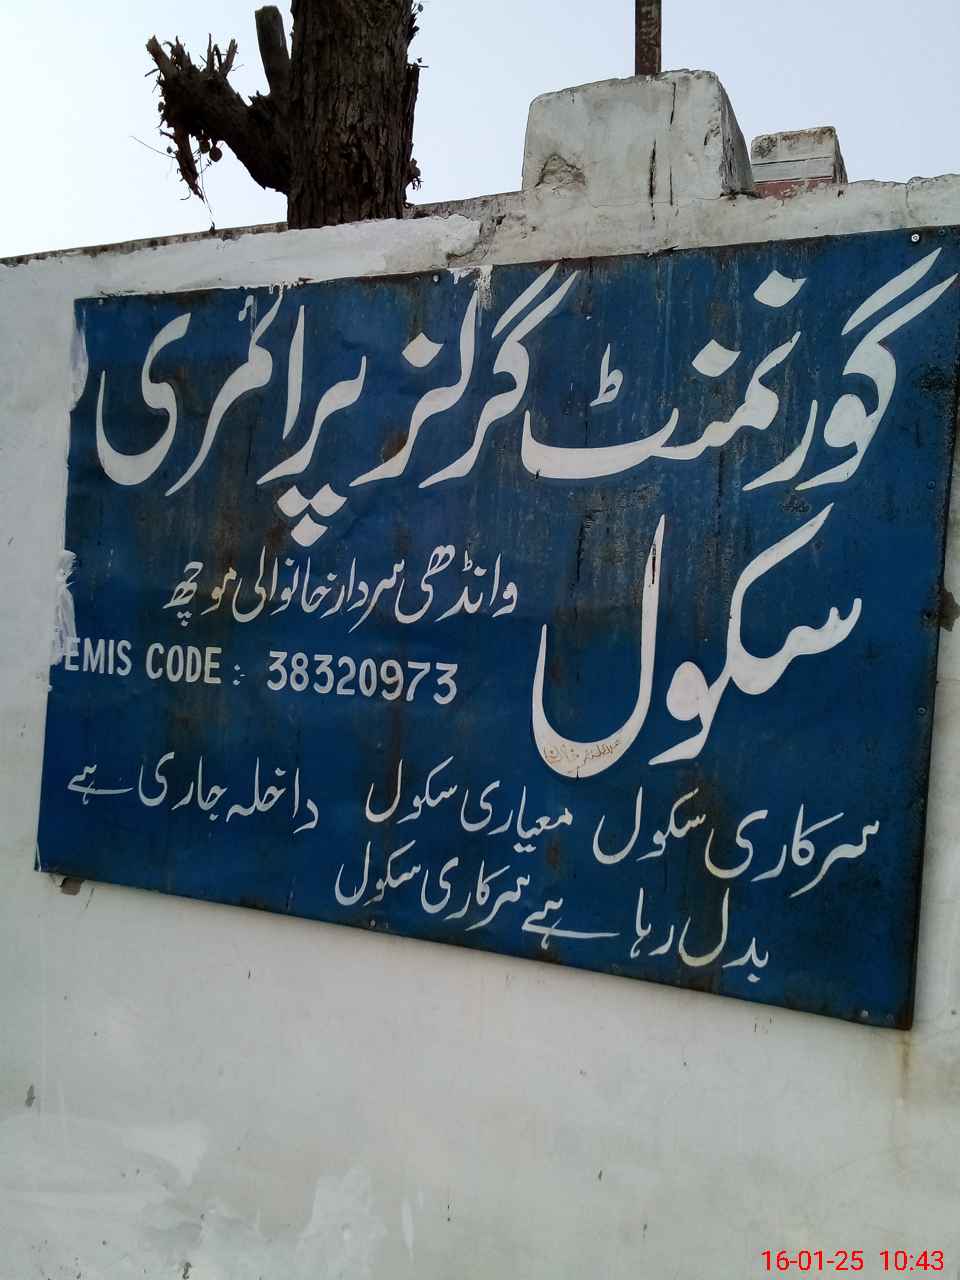 گورنمنٹ گرلز پرائمری
سکول
وانڈھی سردار خانوالی موچھ
EMIS CODE : 38320973
سرکاری سکول معیاری سکول داخلہ جاری ہے
بدل رہا ہے سرکاری سکول
16-01-25 10:43